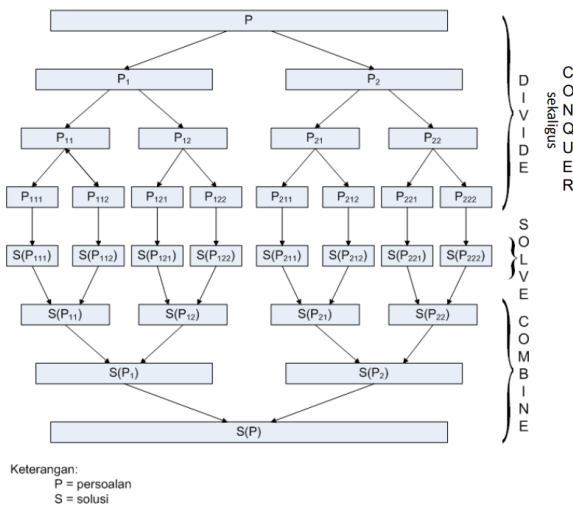 P
P₁ P₂
P₁₁ P₁₂ P₂₁ P₂₂
P₁₁₁ P₁₁₂ P₁₂₁ P₁₂₂ P₂₁₁ P₂₁₂ P₂₂₁ P₂₂₂
S(P₁₁₁) S(P₁₁₂) S(P₁₂₁) S(P₁₂₂) S(P₂₁₁) S(P₂₁₂) S(P₂₂₁) S(P₂₂₂)
S(P₁₁) S(P₁₂) S(P₂₁) S(P₂₂)
S(P₁) S(P₂)
S(P)
DIVIDE
sekaligus
CONQUER
SOLVE
COMBINE
Keterangan:
P = persoalan
S = solusi